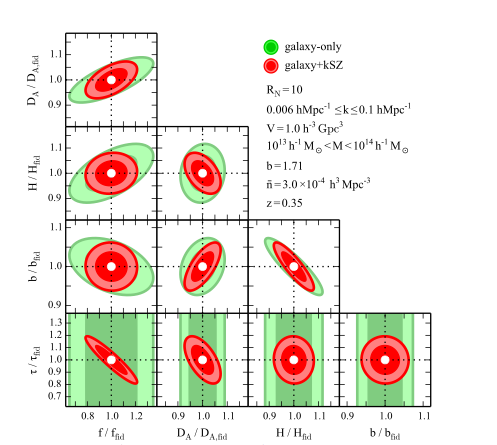 galaxy-only
galaxy+kSZ
R_N=10
0.006 hMpc⁻¹ ≤k≤0.1 hMpc⁻¹
V=1.0 h⁻³ Gpc³
10¹³ h⁻¹ M_⊙<M<10¹⁴ h⁻¹ M_⊙
b=1.71
n̄=3.0×10⁻⁴ h³ Mpc⁻³
z=0.35
D_A / D_A,fid
1.1
1.0
0.9
H / H_fid
1.1
1.0
0.9
b / b_fid
1.1
1.0
0.9
τ / τ_fid
1.3
1.2
1.1
1.0
0.9
0.8
0.7
0.8 1.0 1.2 0.9 1.0 1.1 0.9 1.0 1.1 0.9 1.0 1.1
f / f_fid D_A / D_A,fid H / H_fid b / b_fid